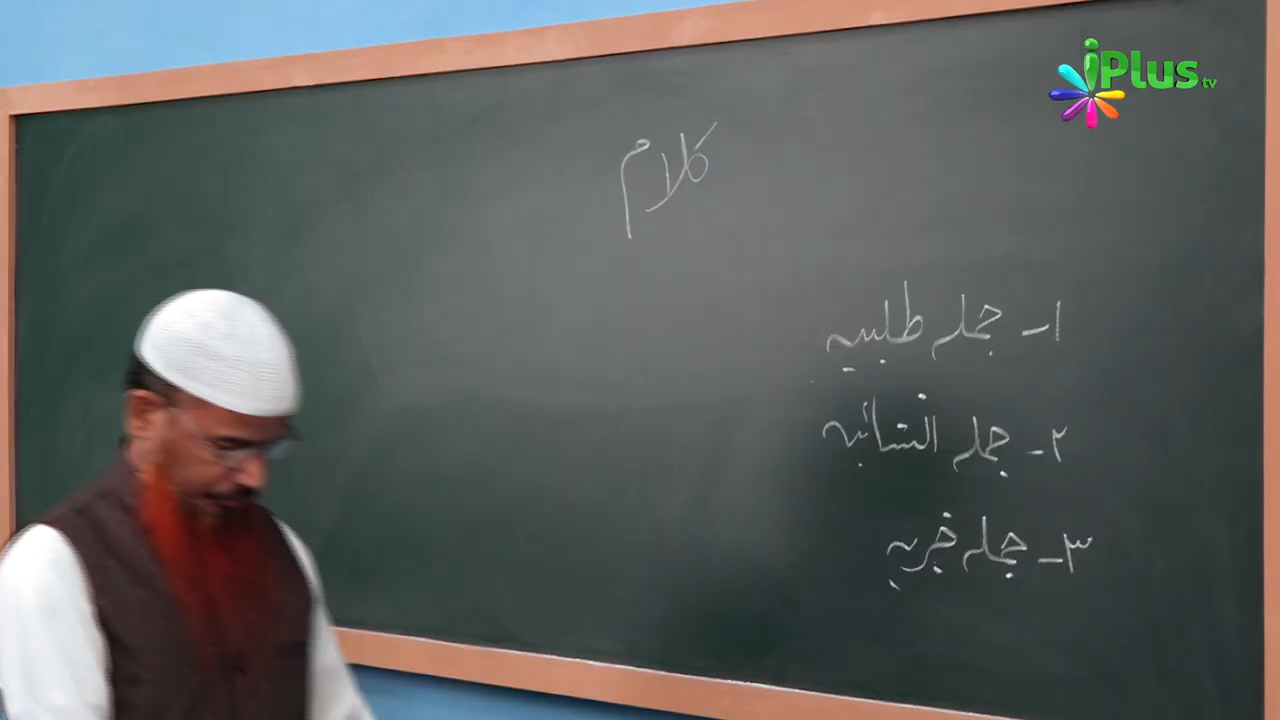 iPlus tv
کلام
۱- جملہ طلبیہ
۲- جملہ انشائیہ
۳- جملہ خبریہ